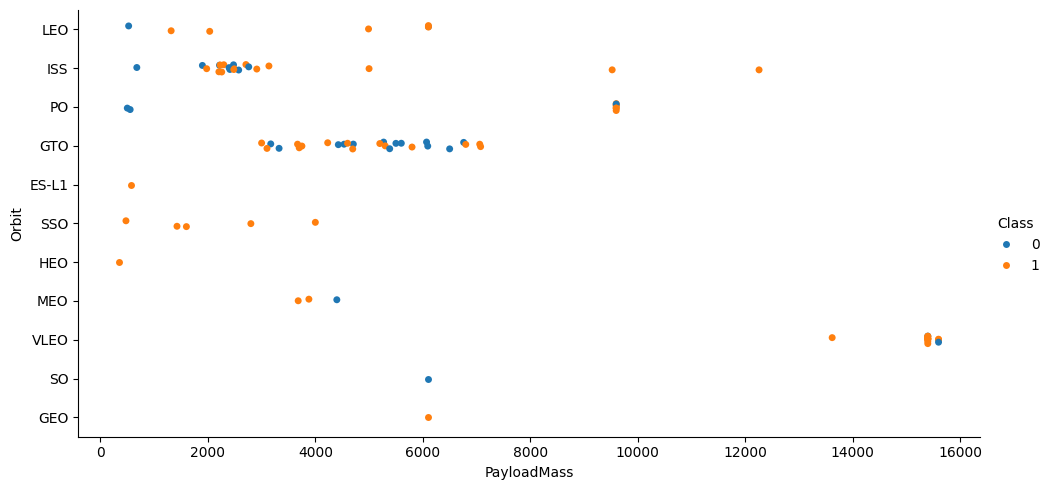 LEO
ISS
PO
GTO
ES-L1
SSO
HEO
MEO
VLEO
SO
GEO
Orbit
0 2000 4000 6000 8000 10000 12000 14000 16000
PayloadMass
Class
0
1